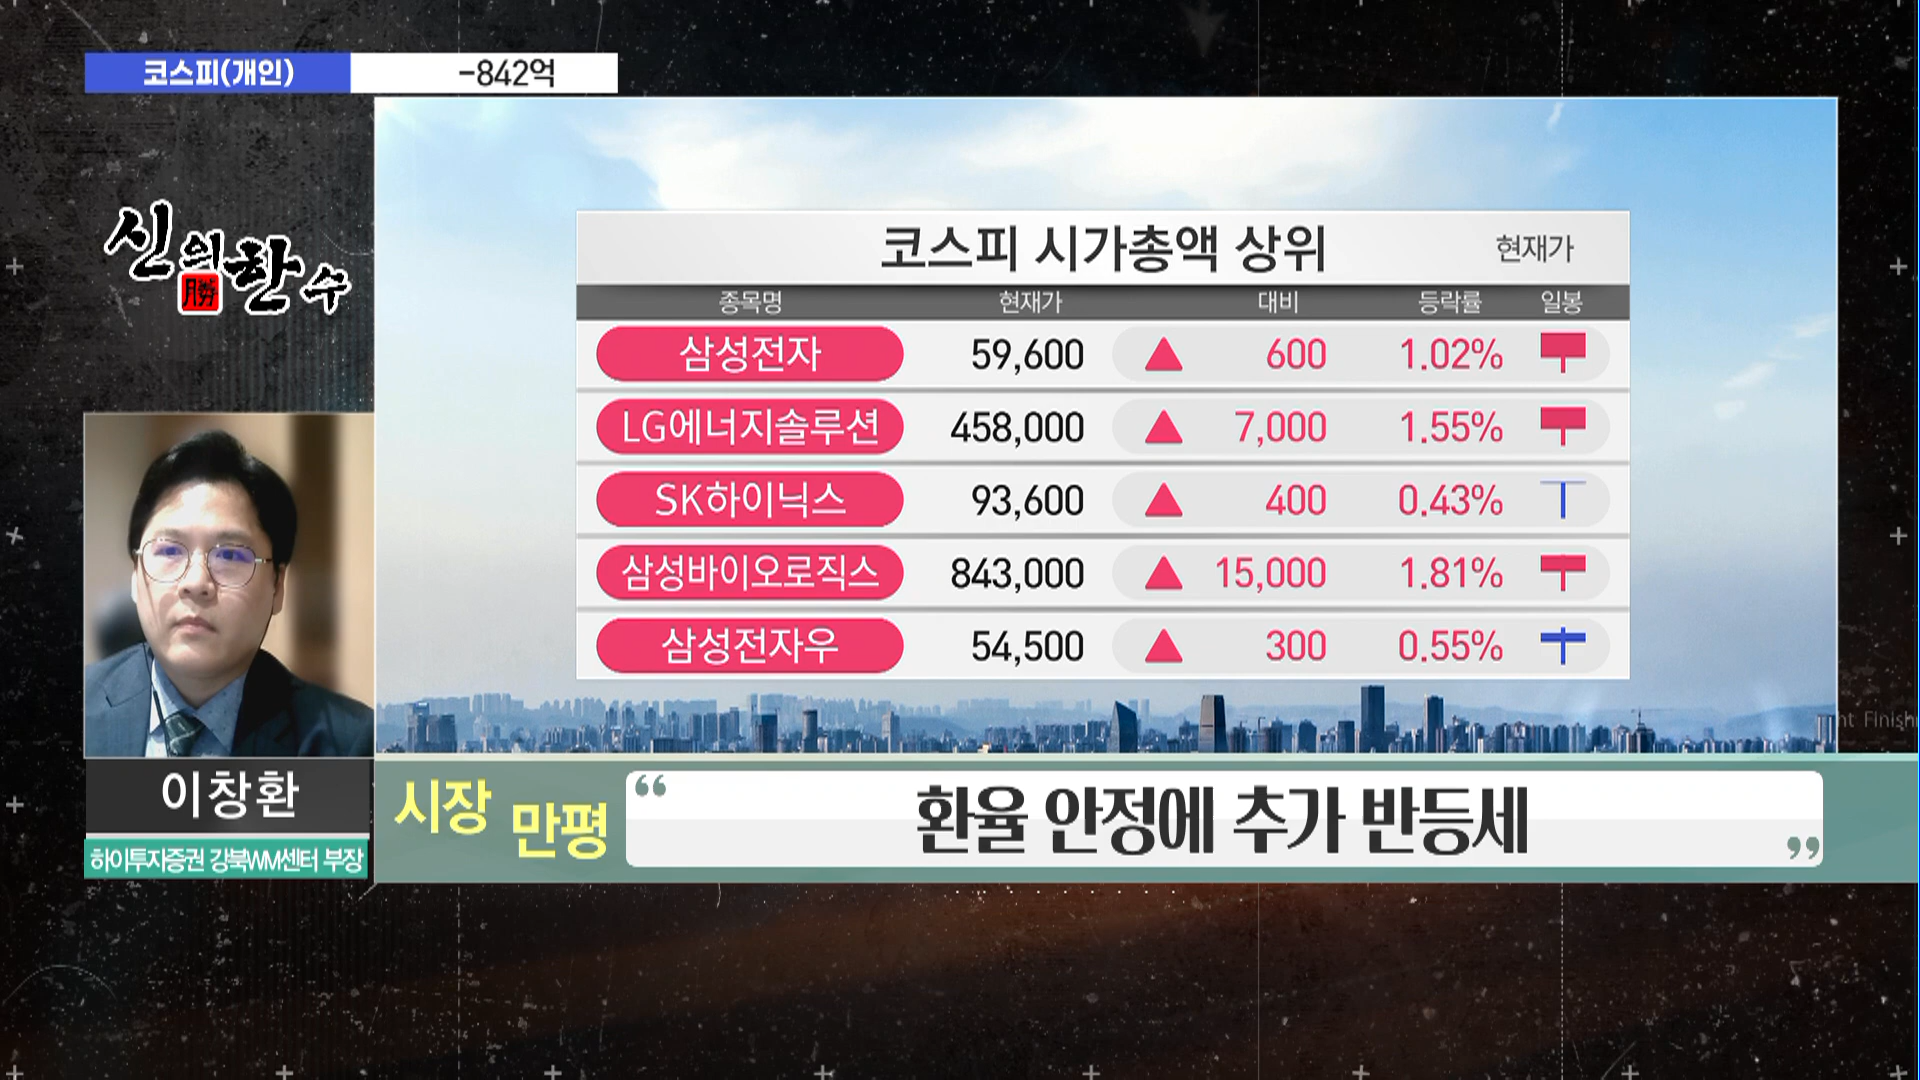 코스피(개인) -842억
신의한수
勝
코스피 시가총액 상위 현재가
종목명 현재가 대비 등락률 일봉
삼성전자 59,600 ▲ 600 1.02%
LG에너지솔루션 458,000 ▲ 7,000 1.55%
SK하이닉스 93,600 ▲ 400 0.43%
삼성바이오로직스 843,000 ▲ 15,000 1.81%
삼성전자우 54,500 ▲ 300 0.55%
이창환
하이투자증권 강북WM센터 부장
시장 만평
“환율 안정에 추가 반등세”